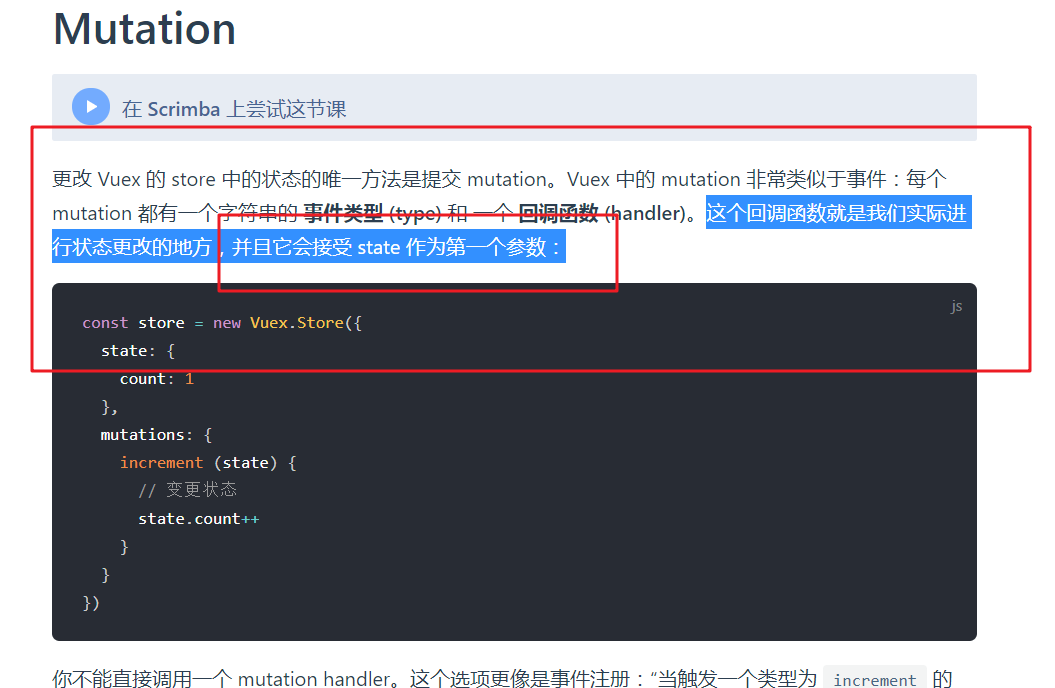 Mutation
在 Scrimba 上尝试这节课
更改 Vuex 的 store 中的状态的唯一方法是提交 mutation。Vuex 中的 mutation 非常类似于事件：每个
mutation 都有一个字符串的 事件类型 (type) 和 一个 回调函数 (handler)。这个回调函数就是我们实际进
行状态更改的地方，并且它会接受 state 作为第一个参数：
js
const store = new Vuex.Store({
  state: {
    count: 1
  },
  mutations: {
    increment (state) {
      // 变更状态
      state.count++
    }
  }
})
你不能直接调用一个 mutation handler。这个选项更像是事件注册：“当触发一个类型为 increment 的